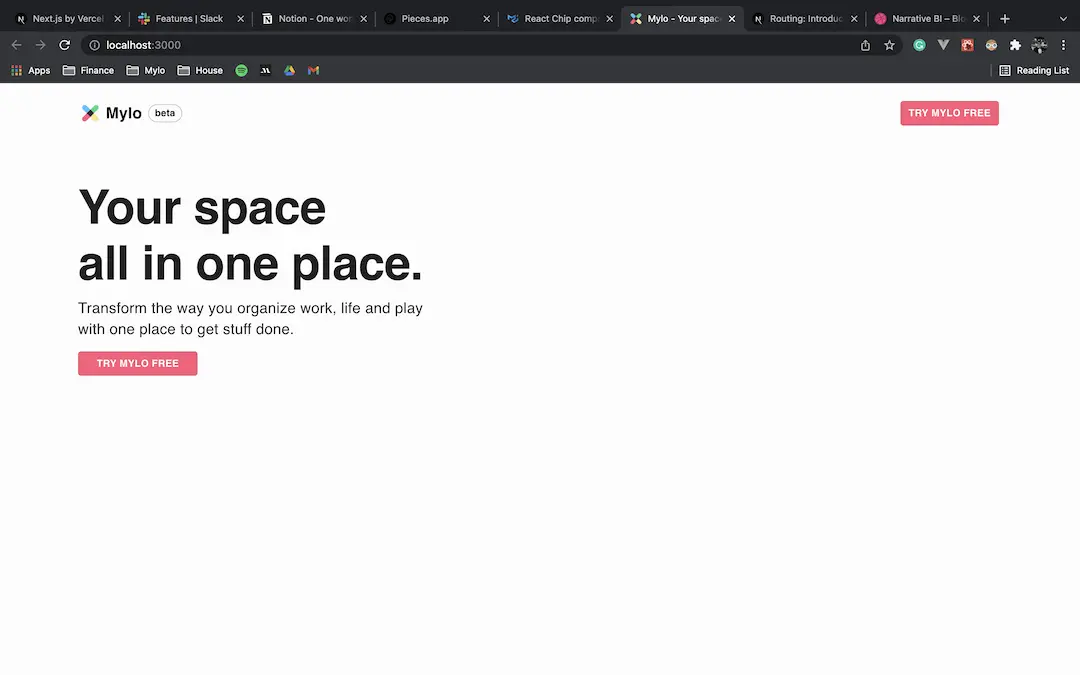 Next.js by Vercel
Features | Slack
Notion - One wor
Pieces.app
React Chip comp
Mylo - Your space
Routing: Introduc
Narrative BI – Blo
localhost:3000
Apps
Finance
Mylo
House
Reading List
Mylo
beta
TRY MYLO FREE
Your space
all in one place.
Transform the way you organize work, life and play
with one place to get stuff done.
TRY MYLO FREE